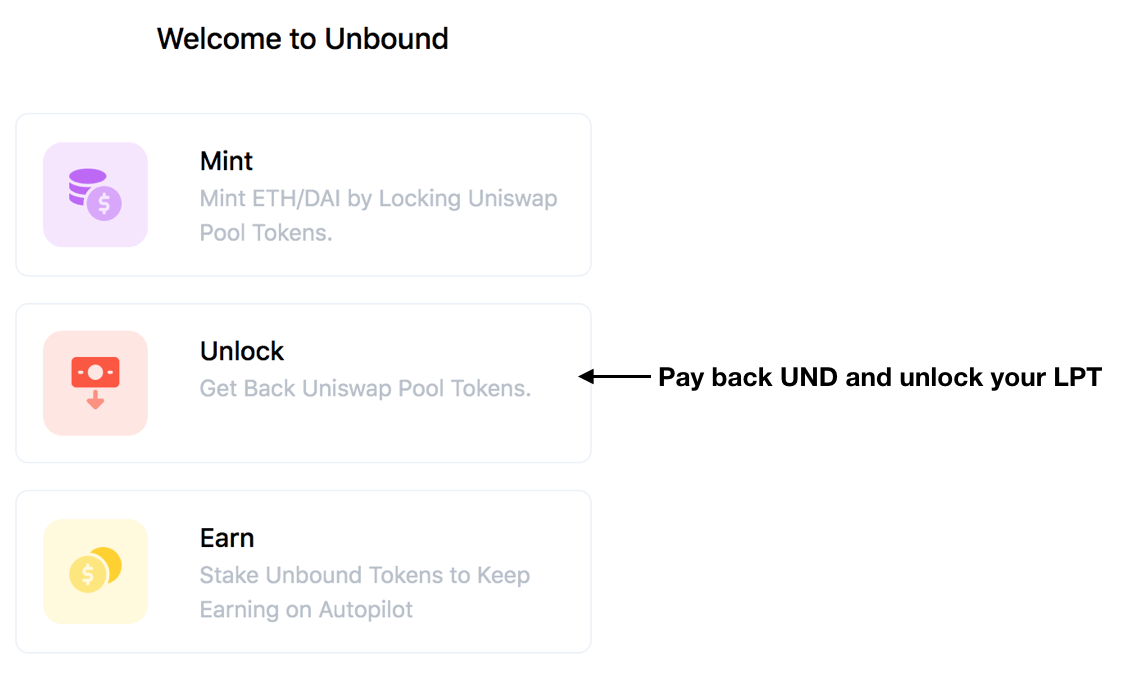 Welcome to Unbound
Mint
Mint ETH/DAI by Locking Uniswap
Pool Tokens.
Unlock
Get Back Uniswap Pool Tokens.
Pay back UND and unlock your LPT
Earn
Stake Unbound Tokens to Keep
Earning on Autopilot